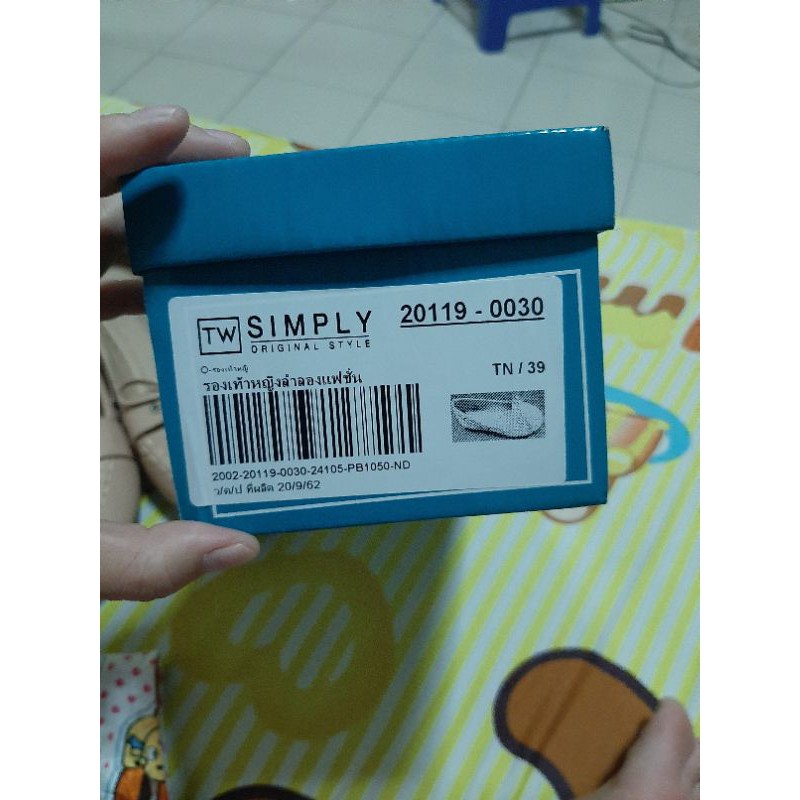 TW SIMPLY
ORIGINAL STYLE
20119 - 0030
O-รองเท้าหญิ
รองเท้าหญิงลำลองแฟชั่น
TN / 39
2002-20119-0030-24105-PB1050-ND
ว/ด/ป ที่ผลิต 20/9/62